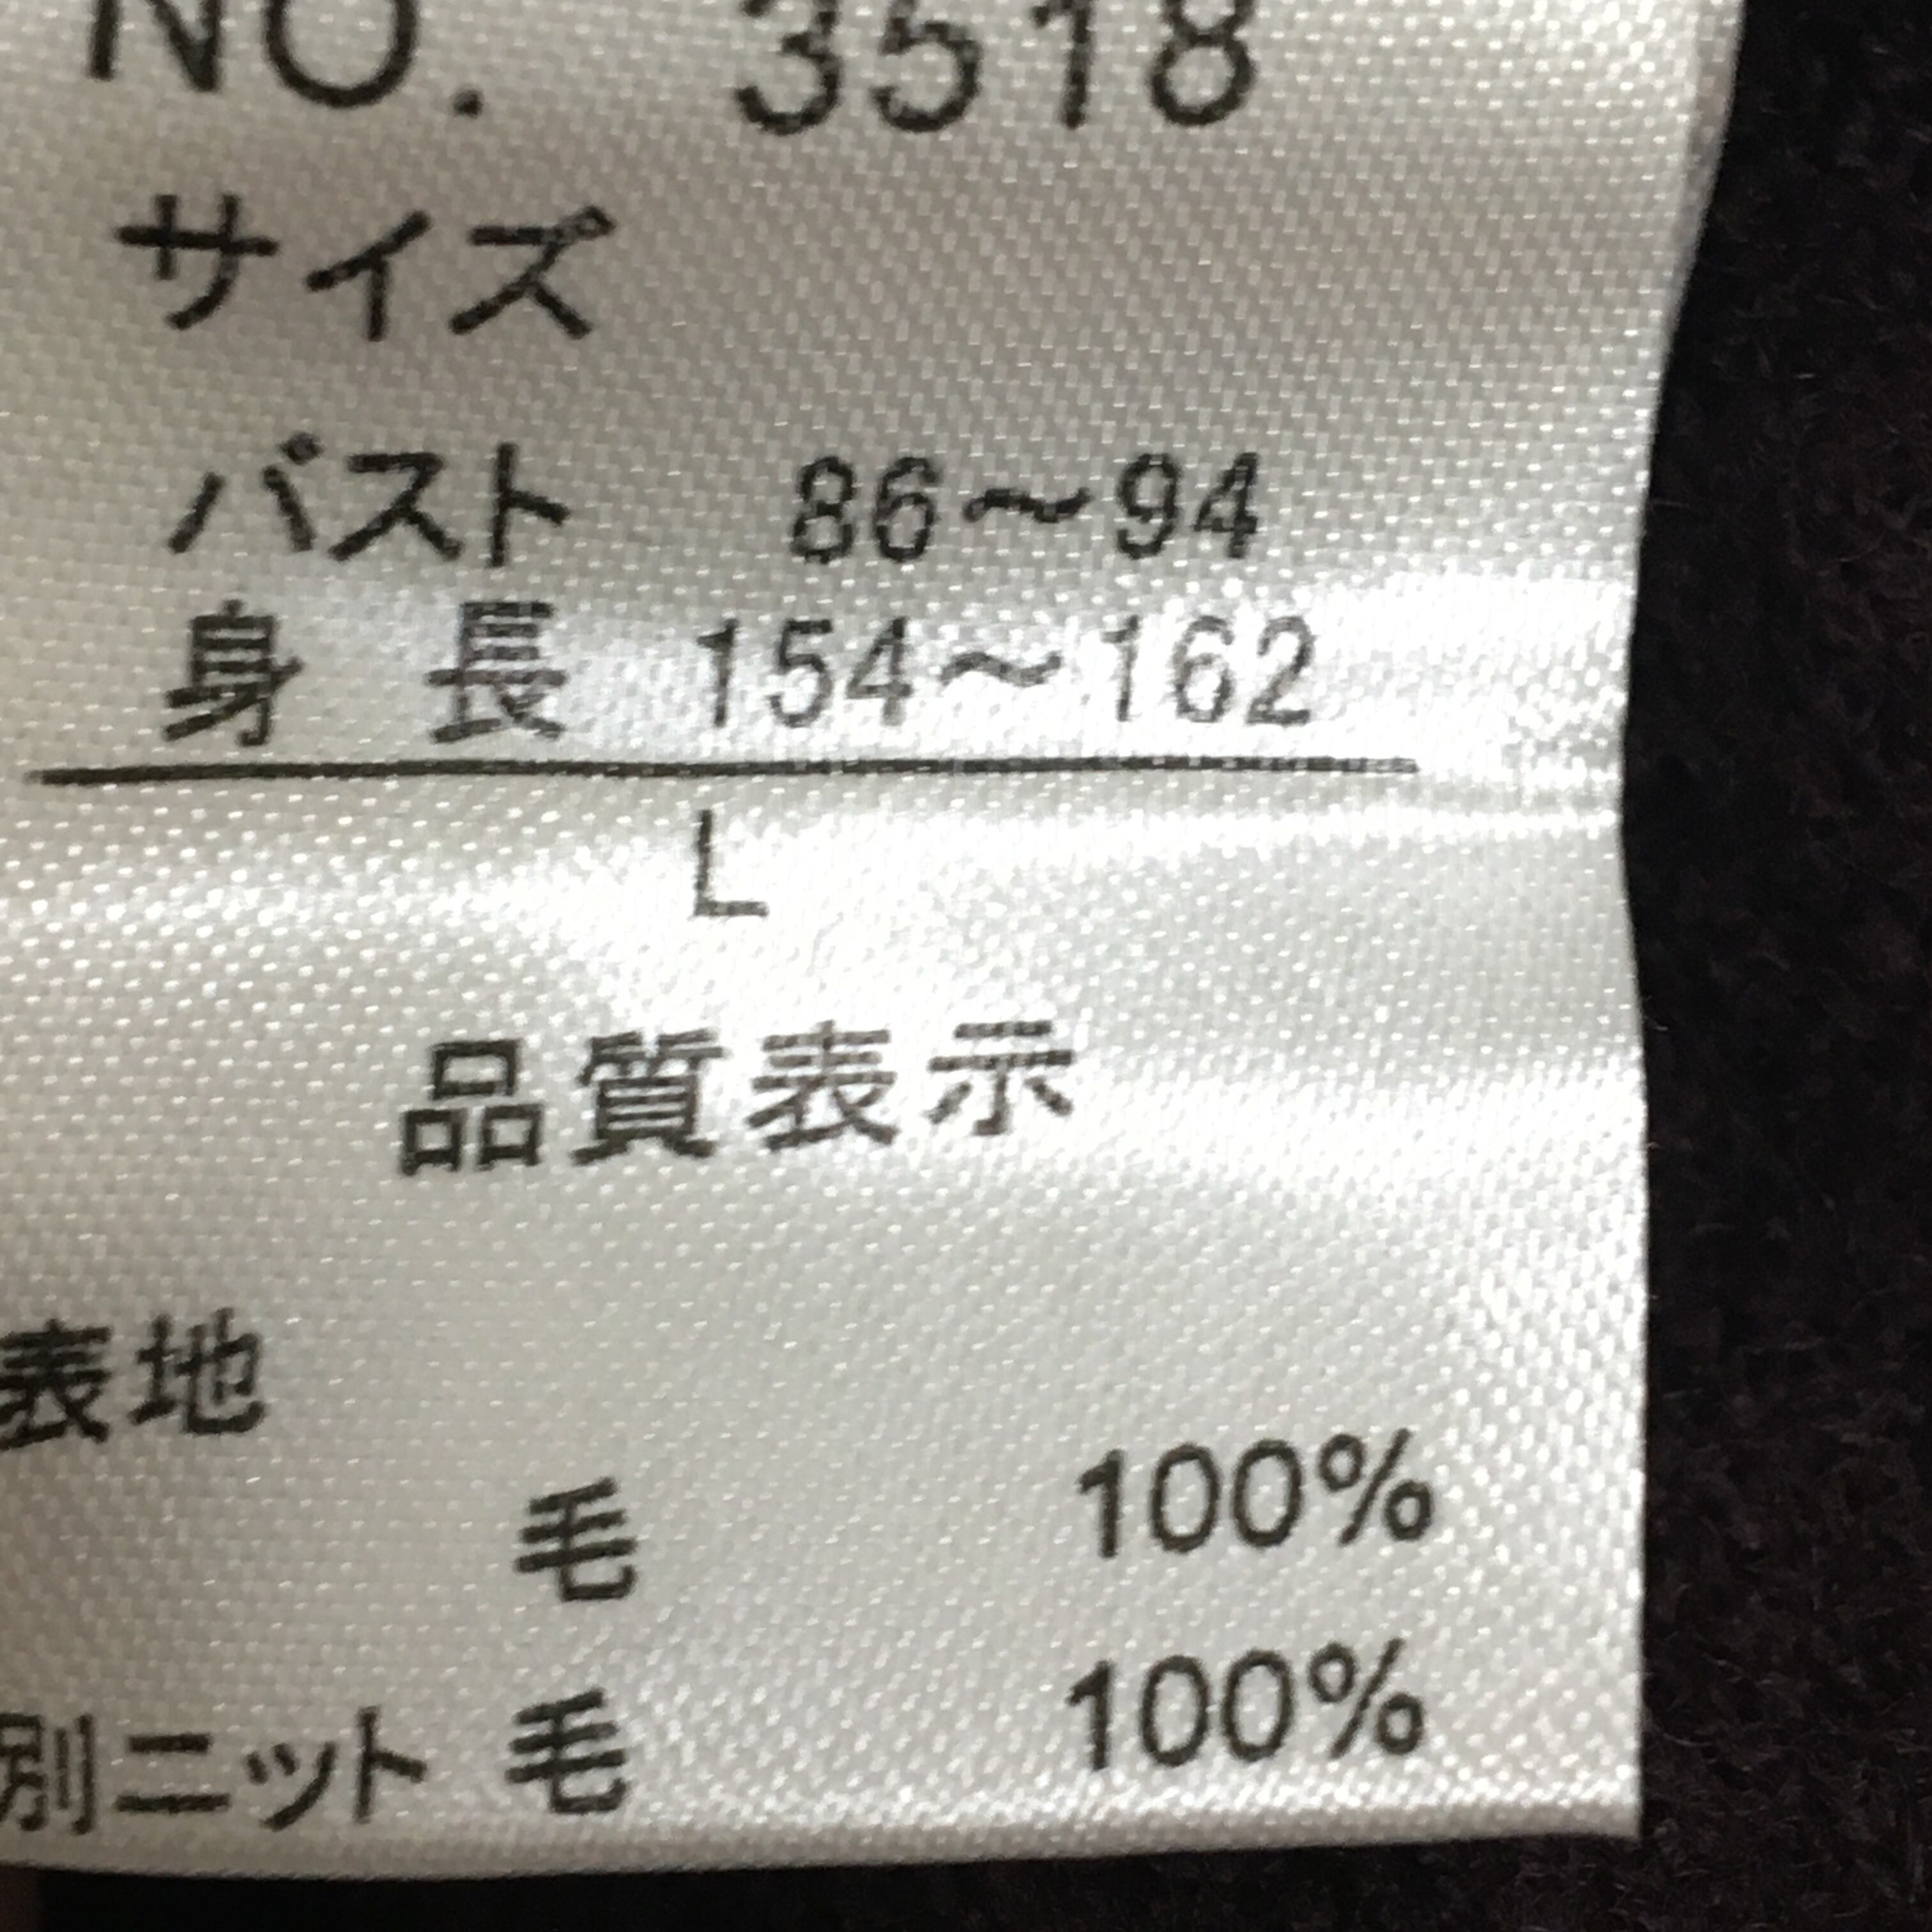 NO. 3518
サイズ
バスト 86〜94
身長 154〜162
L
品質表示
表地
毛 100%
別ニット 毛 100%